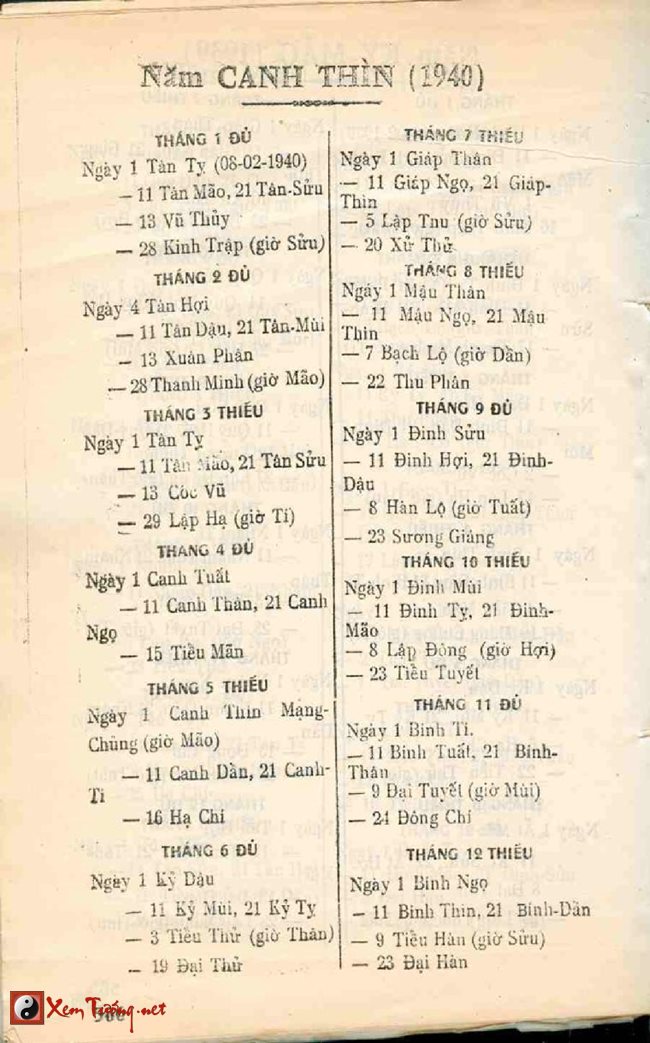 Năm CANH THÌN (1940)
THÁNG 1 ĐỦ
Ngày 1 Tân Tỵ (08-02-1940)
— 11 Tân Mão, 21 Tân-Sửu
— 13 Vũ Thủy
— 28 Kinh Trập (giờ Sửu)
THÁNG 2 ĐỦ
Ngày 4 Tân Hợi
— 11 Tân Dậu, 21 Tân-Mùi
— 13 Xuân Phân
— 28 Thanh Minh (giờ Mão)
THÁNG 3 THIẾU
Ngày 1 Tân Tỵ
— 11 Tân Mão, 21 Tân Sửu
— 13 Cốc Vũ
— 29 Lập Hạ (giờ Tí)
THÁNG 4 ĐỦ
Ngày 1 Canh Tuất
— 11 Canh Thân, 21 Canh
Ngọ
— 15 Tiểu Mãn
THÁNG 5 THIẾU
Ngày 1 Canh Thìn Mạng-
Chủng (giờ Mão)
— 11 Canh Dần, 21 Canh-
Tí
— 16 Hạ Chí
THÁNG 6 ĐỦ
Ngày 1 Kỷ Dậu
— 11 Kỷ Mùi, 21 Kỷ Tỵ
— 3 Tiểu Thử (giờ Thân)
— 19 Đại Thử
THÁNG 7 THIẾU
Ngày 1 Giáp Thân
— 11 Giáp Ngọ, 21 Giáp-
Thìn
— 5 Lập Thu (giờ Sửu)
— 20 Xử Thử
THÁNG 8 THIẾU
Ngày 1 Mậu Thân
— 11 Mậu Ngọ, 21 Mậu
Thìn
— 7 Bạch Lộ (giờ Dần)
— 22 Thu Phân
THÁNG 9 ĐỦ
Ngày 1 Đinh Sửu
— 11 Đinh Hợi, 21 Đinh-
Dậu
— 8 Hàn Lộ (giờ Tuất)
— 23 Sương Giáng
THÁNG 10 THIẾU
Ngày 1 Đinh Mùi
— 11 Đinh Tỵ, 21 Đinh-
Mão
— 8 Lập Đông (giờ Hợi)
— 23 Tiểu Tuyết
THÁNG 11 ĐỦ
Ngày 1 Bính Tí.
— 11 Bính Tuất, 21 Bính-
Thân
— 9 Đại Tuyết (giờ Mùi)
— 24 Đông Chí
THÁNG 12 THIẾU
Ngày 1 Bính Ngọ
— 11 Bính Thìn, 21 Bính-Dần
— 9 Tiểu Hàn (giờ Sửu)
— 23 Đại Hàn
Xem Tướng.net